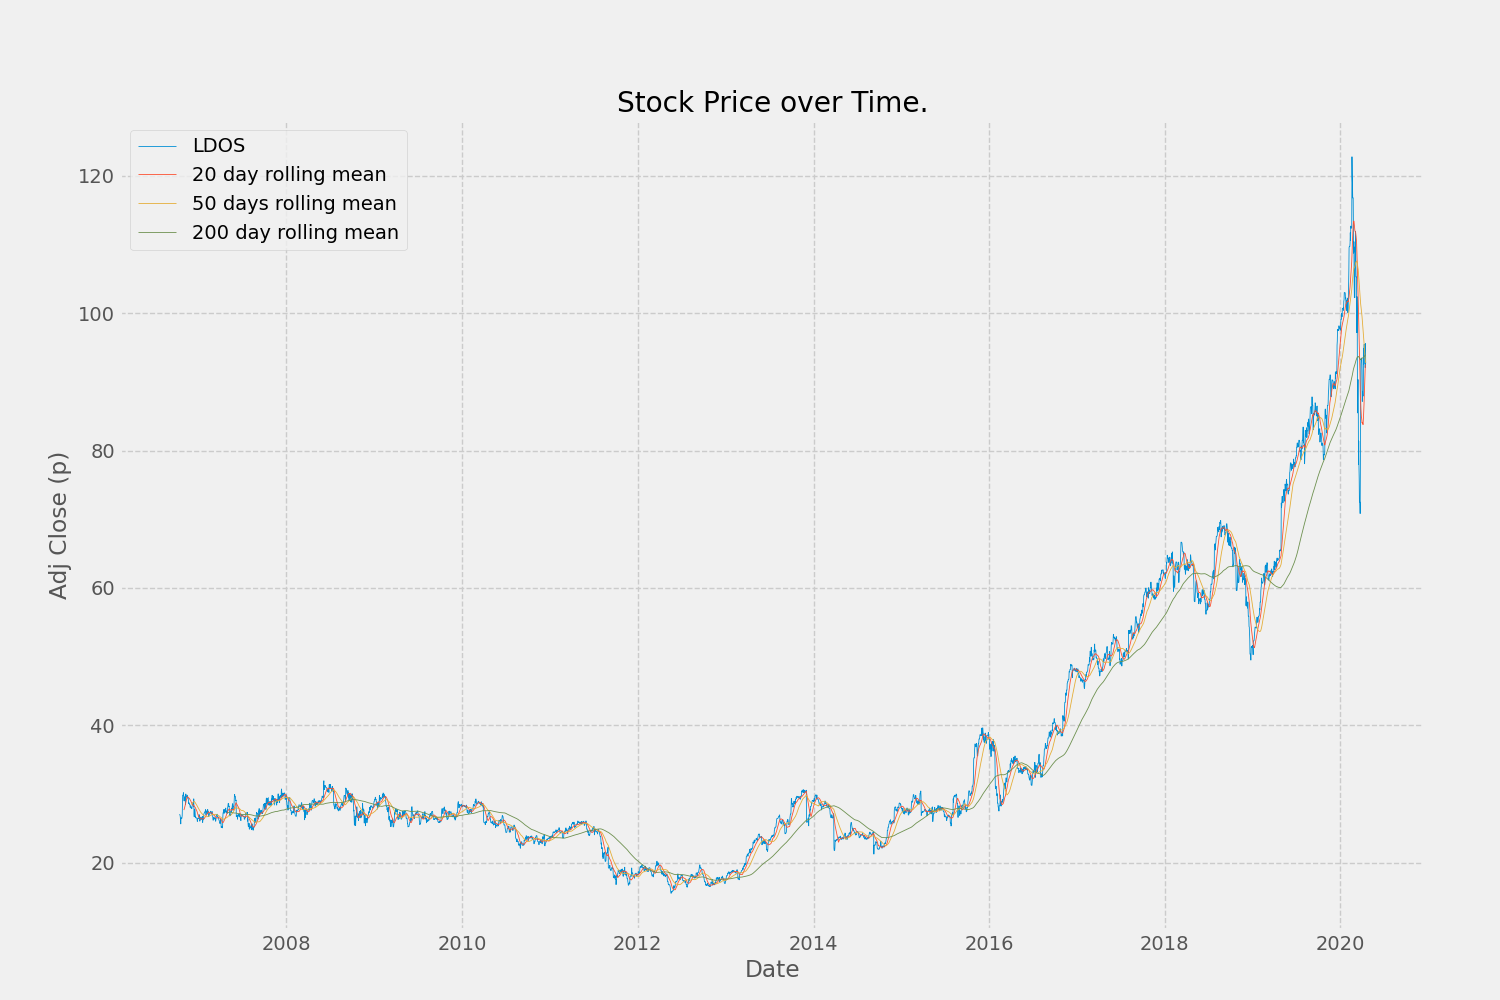 Stock Price over Time.
LDOS
20 day rolling mean
50 days rolling mean
200 day rolling mean
Adj Close (p)
120
100
80
60
40
20
2008 2010 2012 2014 2016 2018 2020
Date